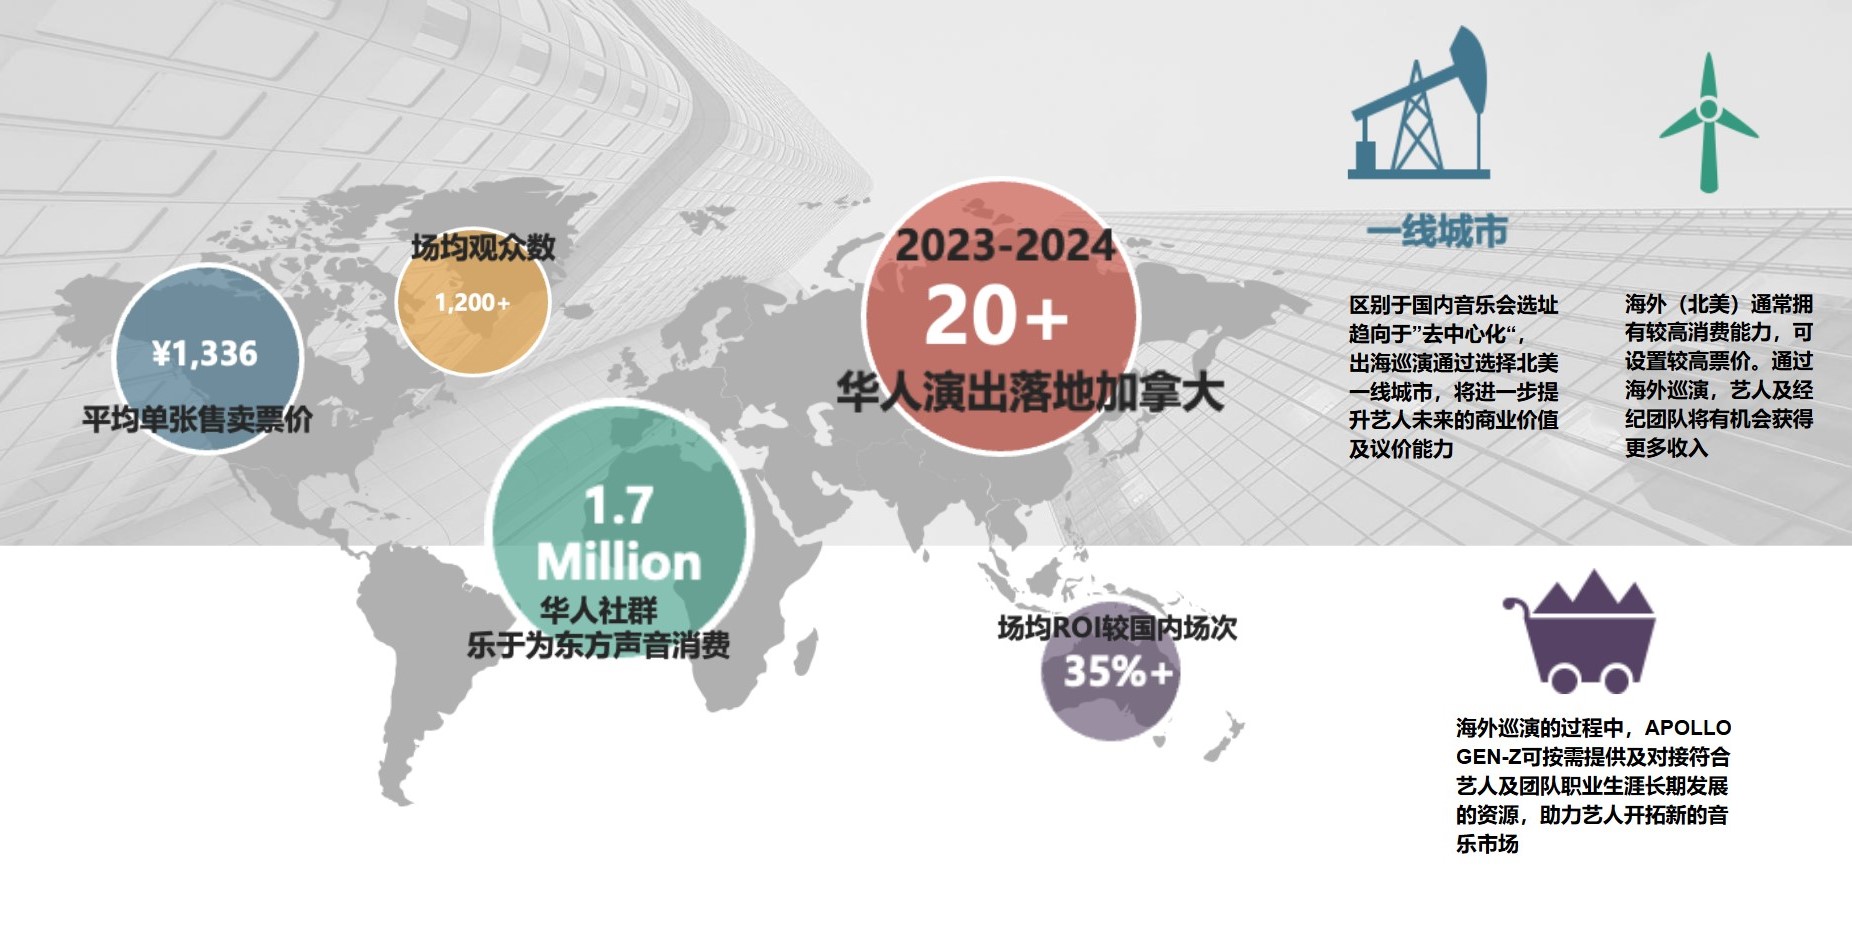 ¥1,336
平均单张售卖票价
场均观众数
1,200+
1.7
Million
华人社群
乐于为东方声音消费
2023-2024
20+
华人演出落地加拿大
场均ROI较国内场次
35%+
一线城市
区别于国内音乐会选址
趋向于”去中心化“，
出海巡演通过选择北美
一线城市，将进一步提
升艺人未来的商业价值
及议价能力
海外（北美）通常拥
有较高消费能力，可
设置较高票价。通过
海外巡演，艺人及经
纪团队将有机会获得
更多收入
海外巡演的过程中，APOLLO
GEN-Z可按需提供及对接符合
艺人及团队职业生涯长期发展
的资源，助力艺人开拓新的音
乐市场